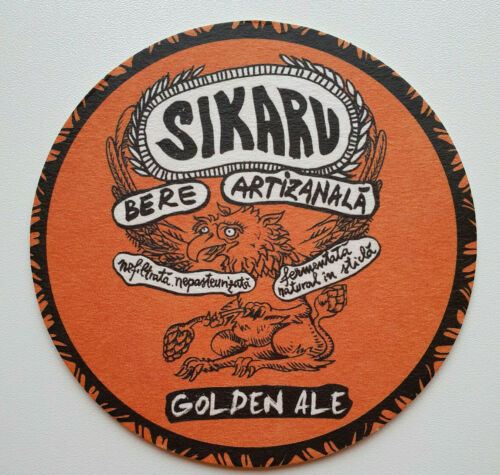 SIKARU
BERE ARTIZANALĂ
nefiltrată. nepasteurizată
fermentată
natural în sticlă
GOLDEN ALE